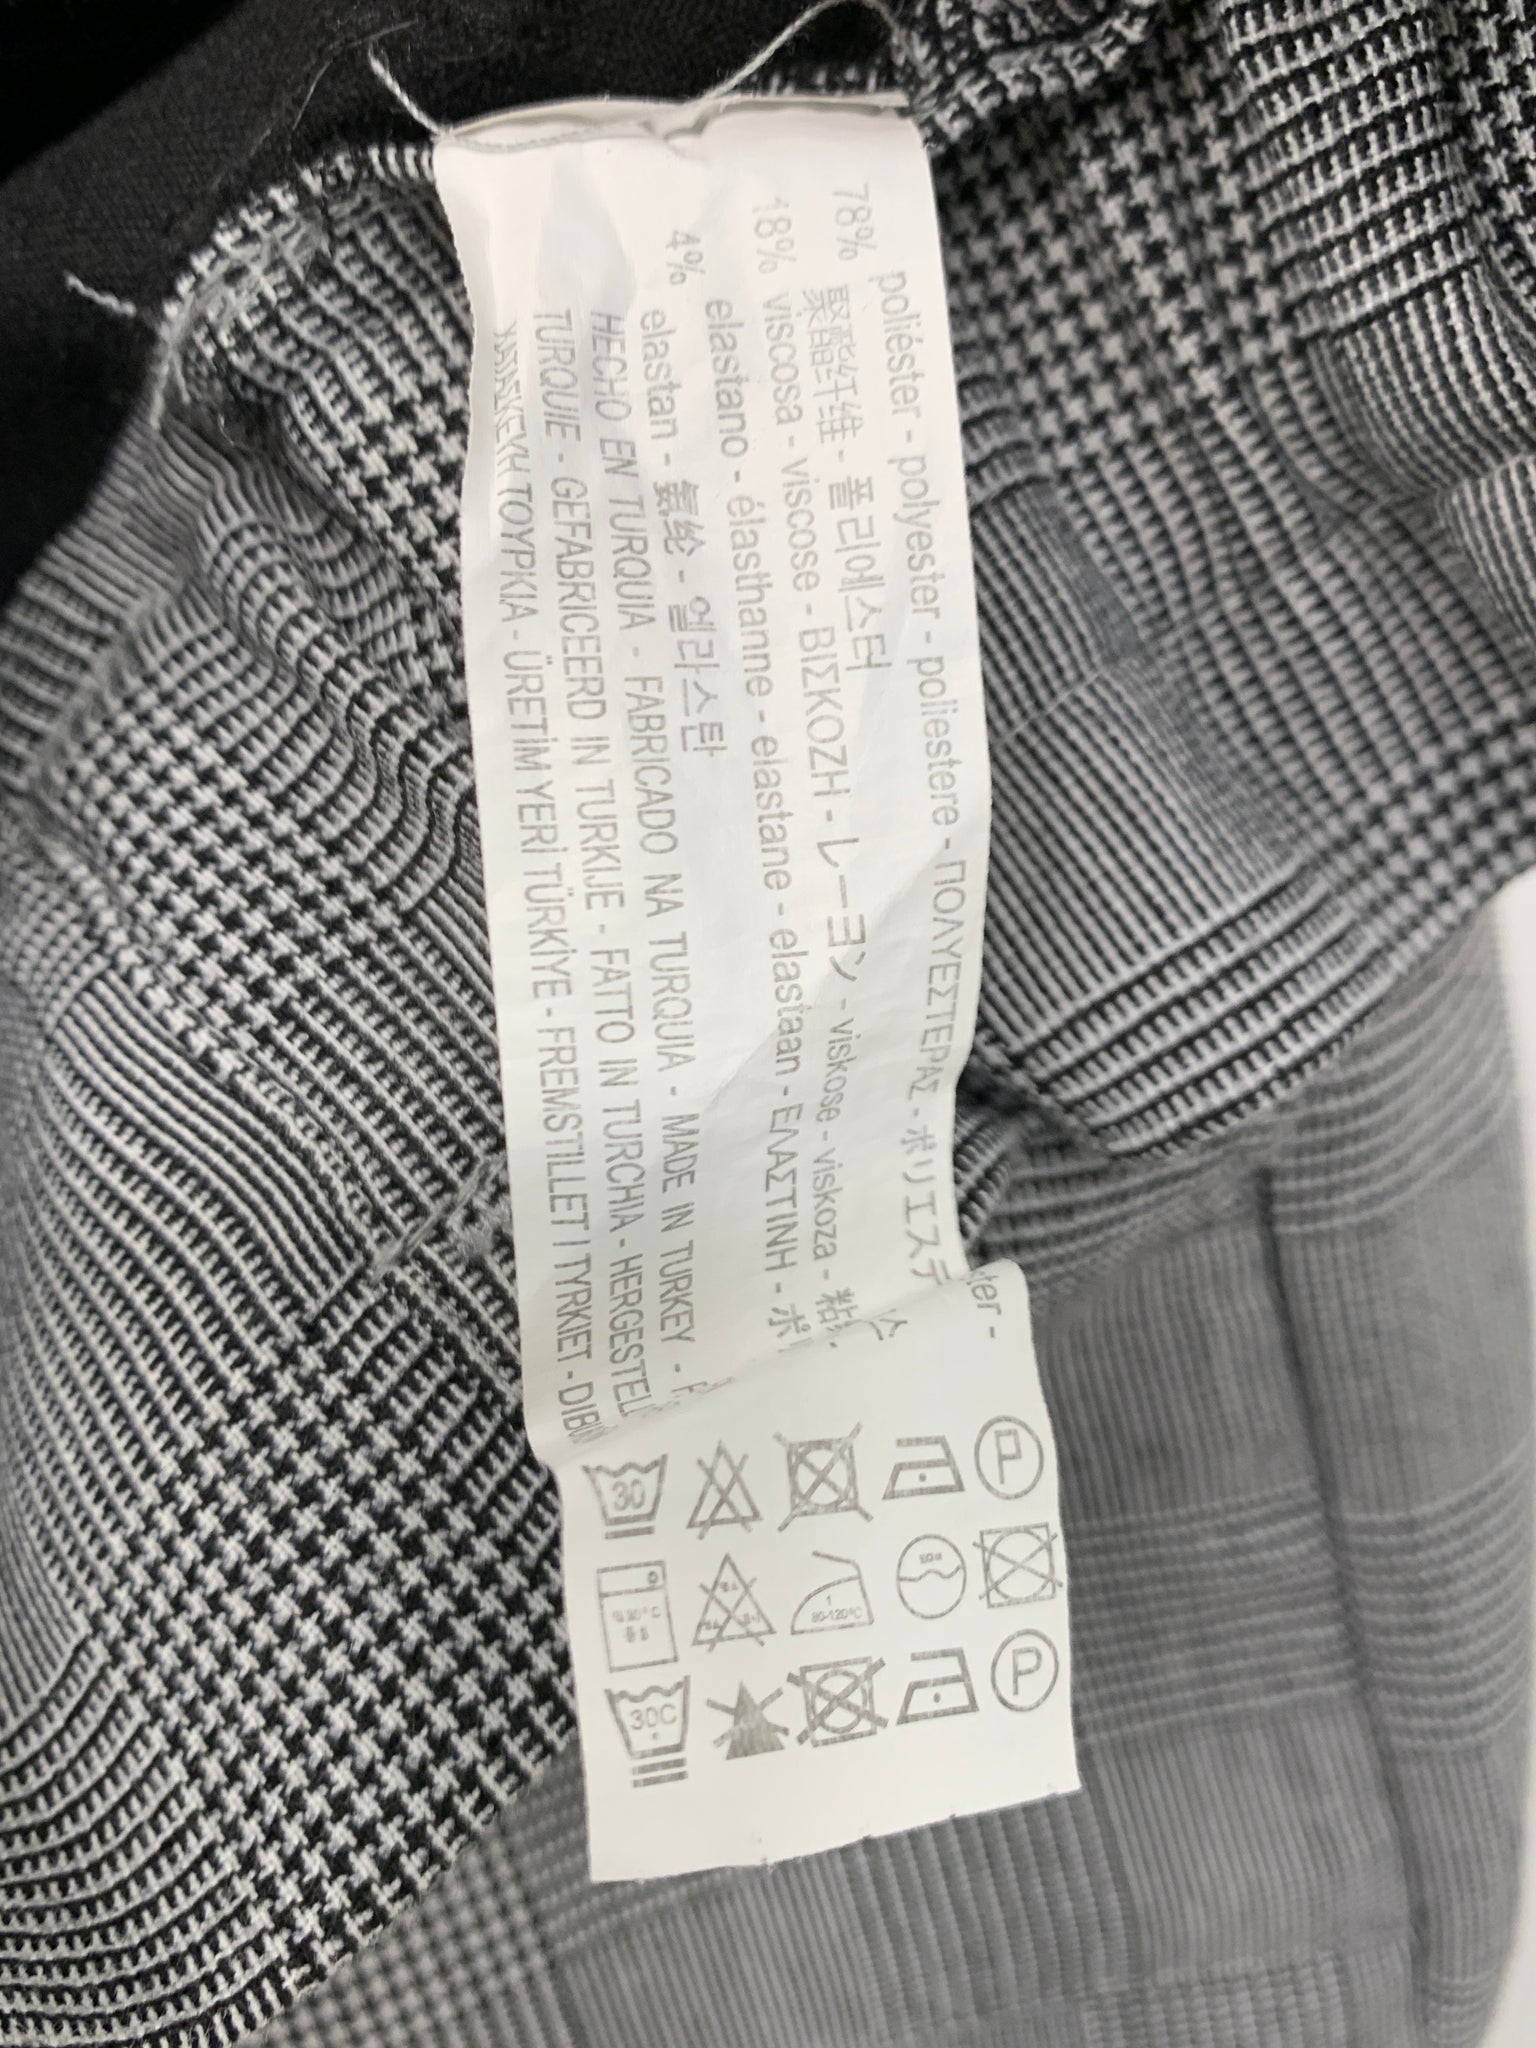 78% poliéster - polyester - poliestere - ΠΟΛΥΕΣΤΕΡΑΣ - ポリエステ
聚酯纤维 - 폴리에스터
18% viscosa - viscose - ΒΙΣΚΟΖΗ - レーヨン - viskose - viskoza -
4% elastano - élasthanne - elastane - elastaan - ΕΛΑΣΤΙΝΗ -
elastan - 氨纶 - 엘라스탄
HECHO EN TURQUIA - FABRICADO NA TURQUIA - MADE IN TURKEY -
TURQUIE - GEFABRICEERD IN TURKIJE - FATTO IN TURCHIA -
ΤΟΥΡΚΙΑ - ÜRETİM YERİ TÜRKİYE - FREMSTILLET I TYRKIET -
P
1
80-120°C
P
30
30C